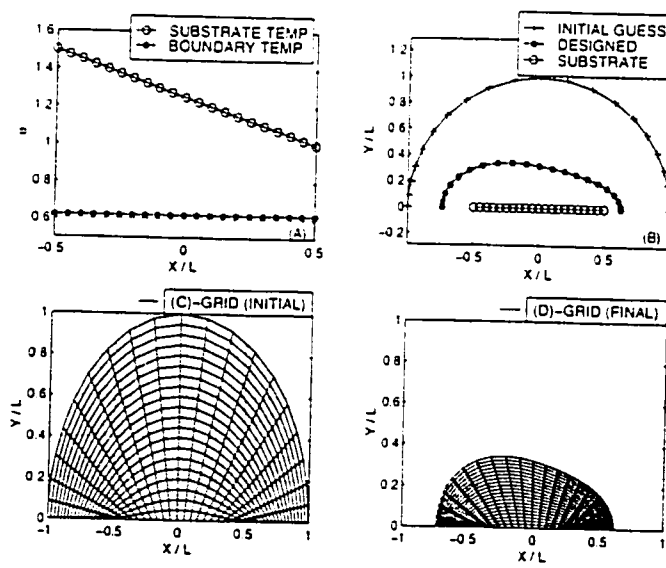 SUBSTRATE TEMP
BOUNDARY TEMP
1.6
1.4
1.2
1
0.8
0.6
-0.5
0
0.5
X/L
(A)
INITIAL GUESS
DESIGNED
SUBSTRATE
1.2
1
0.8
0.6
0.4
0.2
0
-0.2
Y/L
-0.5
0
0.5
X/L
(B)
(C)-GRID (INITIAL)
1
0.8
0.6
0.4
0.2
0
Y/L
-1
-0.5
0
0.5
1
X/L
(D)-GRID (FINAL)
1
0.8
0.6
0.4
0.2
0
Y/L
-1
-0.5
0
0.5
1
X/L